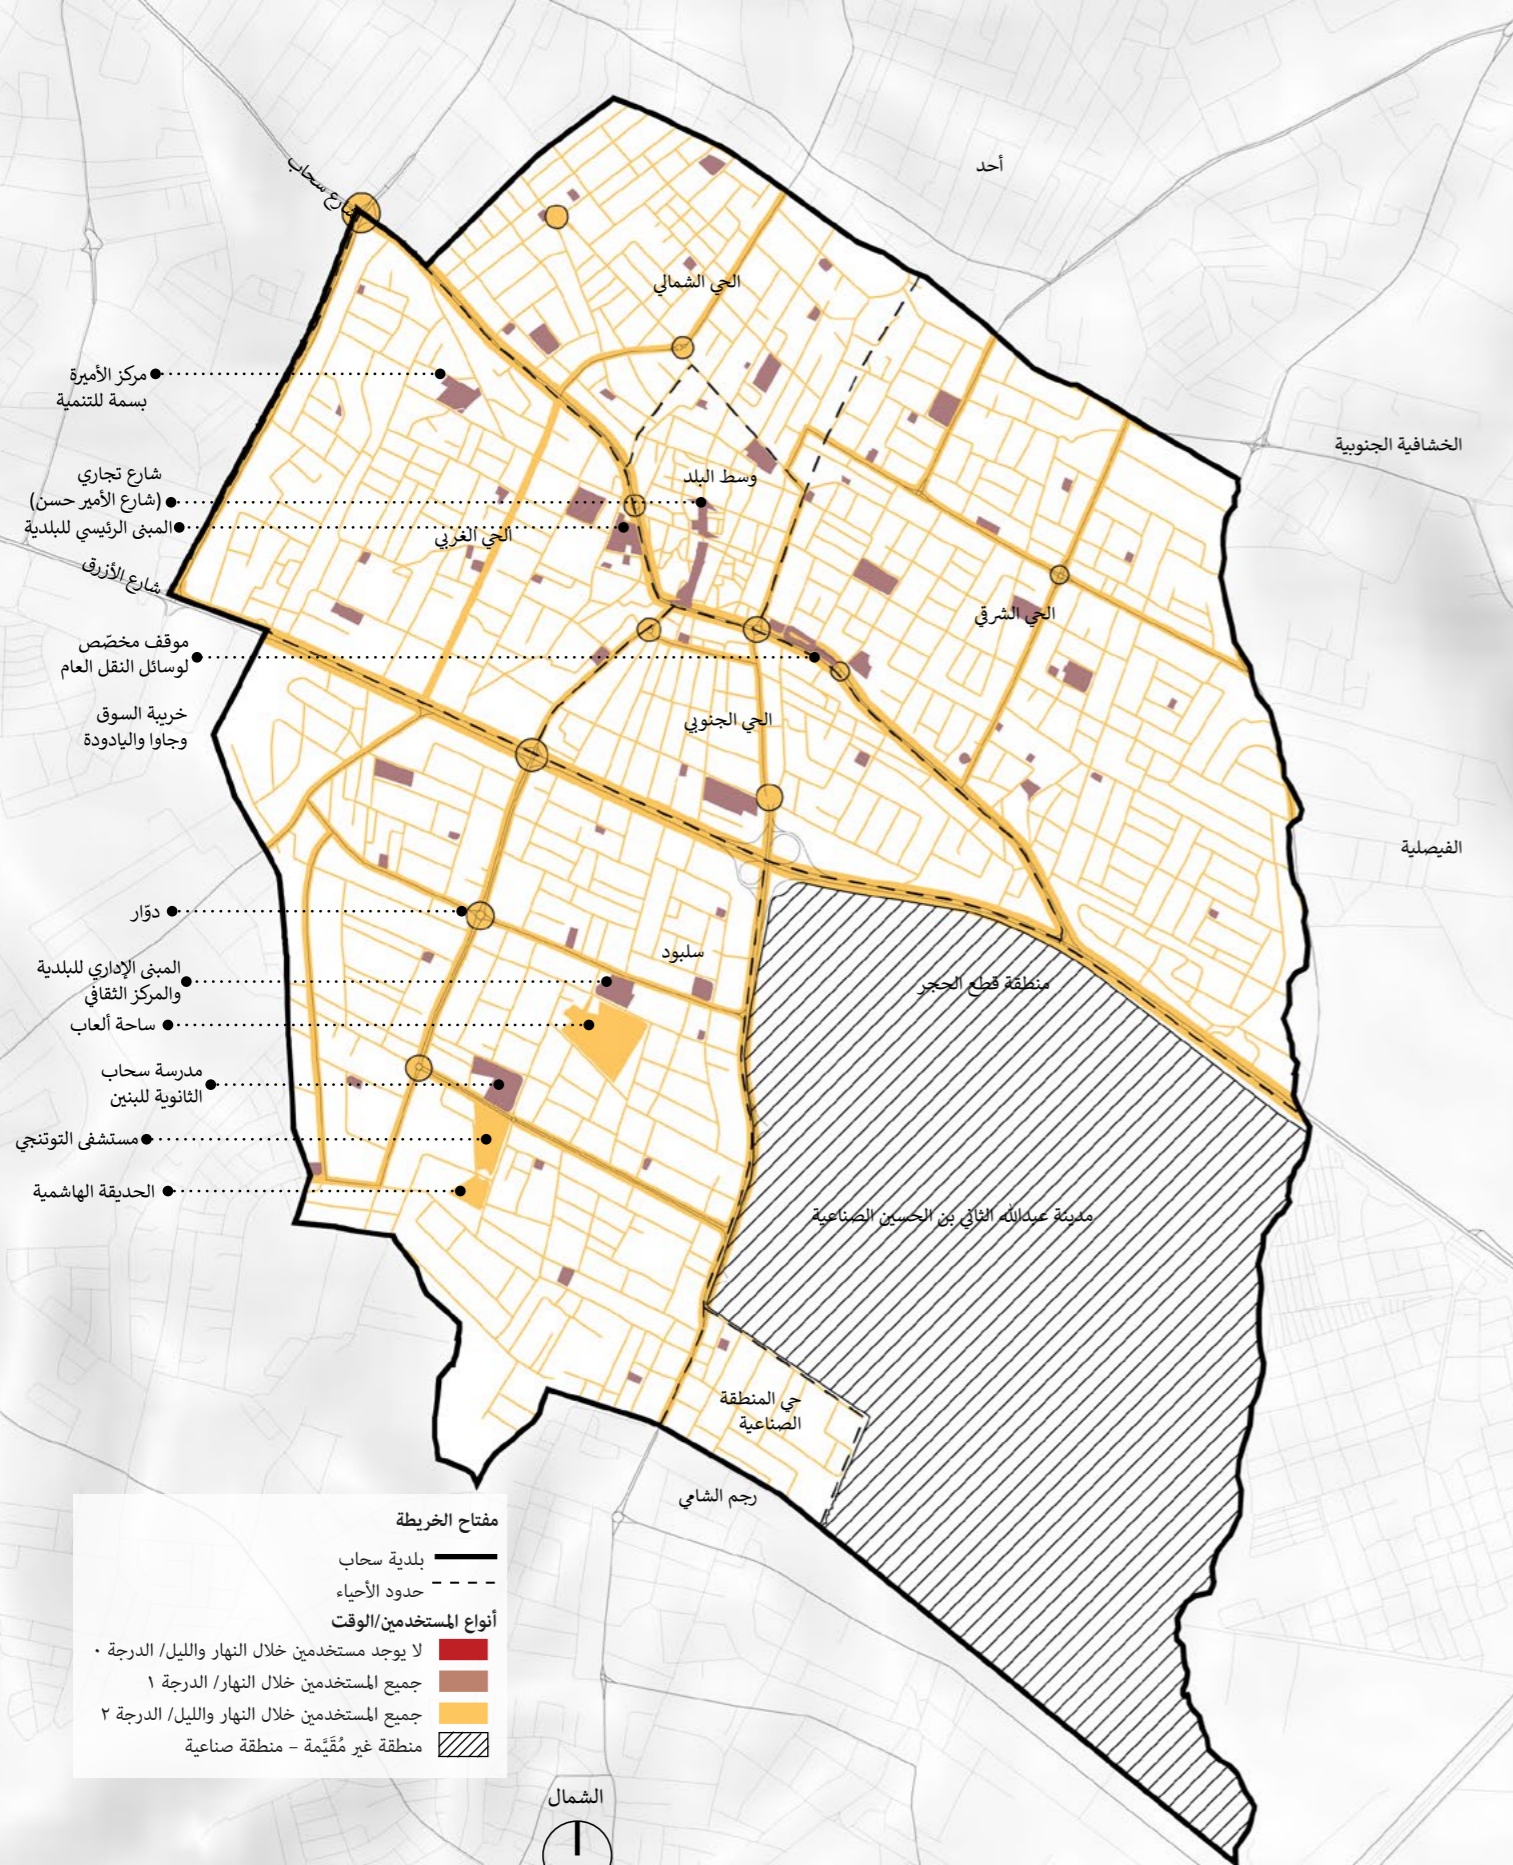 أحد
شارع سحاب
الحي الشمالي
مركز الأميرة
بسمة للتنمية
الخشافية الجنوبية
شارع تجاري
(شارع الأمير حسن)
وسط البلد
المبنى الرئيسي للبلدية
الحي الغربي
شارع الأزرق
الحي الشرقي
موقف مخصّص
لوسائل النقل العام
خريبة السوق
وجاوا واليادودة
الحي الجنوبي
الفيصلية
دوّار
سلبود
المبنى الإداري للبلدية
والمركز الثقافي
منطقة قطع الحجر
ساحة ألعاب
مدرسة سحاب
الثانوية للبنين
مستشفى التوتنجي
الحديقة الهاشمية
مدينة عبدالله الثاني بن الحسين الصناعية
حي المنطقة
الصناعية
رجم الشامي
مفتاح الخريطة
بلدية سحاب
حدود الأحياء
أنواع المستخدمين/الوقت
لا يوجد مستخدمين خلال النهار والليل/ الدرجة ٠
جميع المستخدمين خلال النهار/ الدرجة ١
جميع المستخدمين خلال النهار والليل/ الدرجة ٢
منطقة غير مُقَيَّمة – منطقة صناعية
الشمال